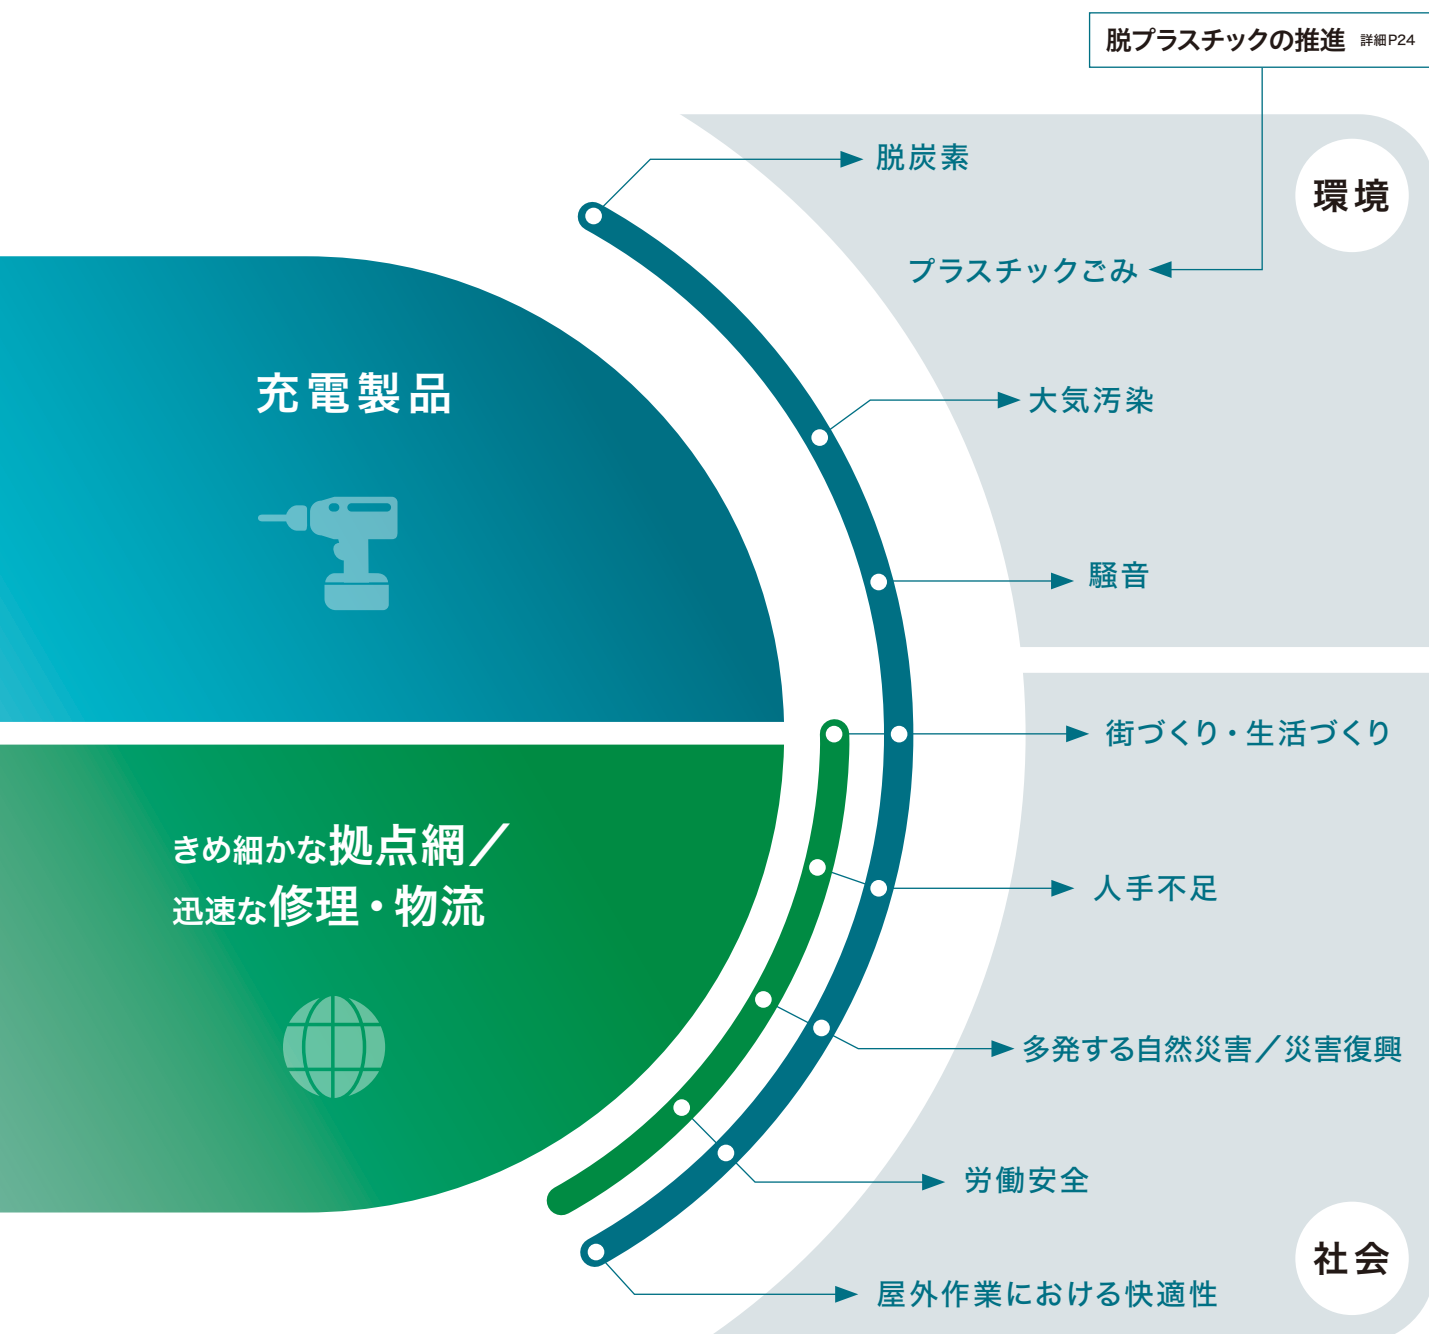 脱プラスチックの推進 詳細P24
環境
脱炭素
プラスチックごみ
大気汚染
騒音
充電製品
きめ細かな拠点網／
迅速な修理・物流
街づくり・生活づくり
人手不足
多発する自然災害／災害復興
労働安全
屋外作業における快適性
社会